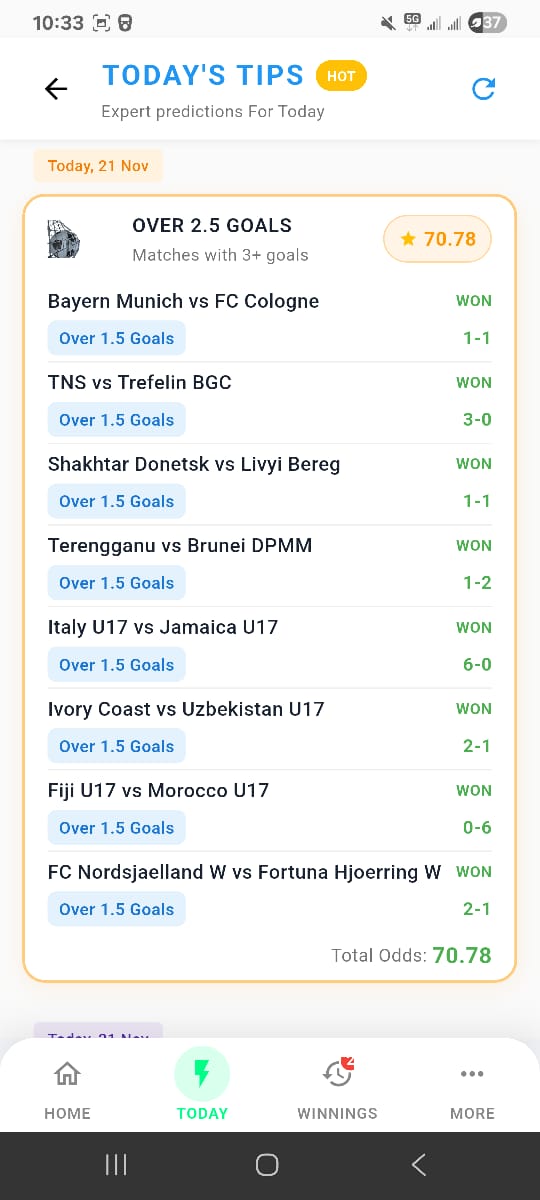 10:33
5G
37
TODAY'S TIPS HOT
Expert predictions For Today
Today, 21 Nov
OVER 2.5 GOALS
70.78
Matches with 3+ goals
Bayern Munich vs FC Cologne WON
Over 1.5 Goals 1-1
TNS vs Trefelin BGC WON
Over 1.5 Goals 3-0
Shakhtar Donetsk vs Livyi Bereg WON
Over 1.5 Goals 1-1
Terengganu vs Brunei DPMM WON
Over 1.5 Goals 1-2
Italy U17 vs Jamaica U17 WON
Over 1.5 Goals 6-0
Ivory Coast vs Uzbekistan U17 WON
Over 1.5 Goals 2-1
Fiji U17 vs Morocco U17 WON
Over 1.5 Goals 0-6
FC Nordsjaelland W vs Fortuna Hjoerring W WON
Over 1.5 Goals 2-1
Total Odds: 70.78
Today, 21 Nov
HOME TODAY WINNINGS MORE